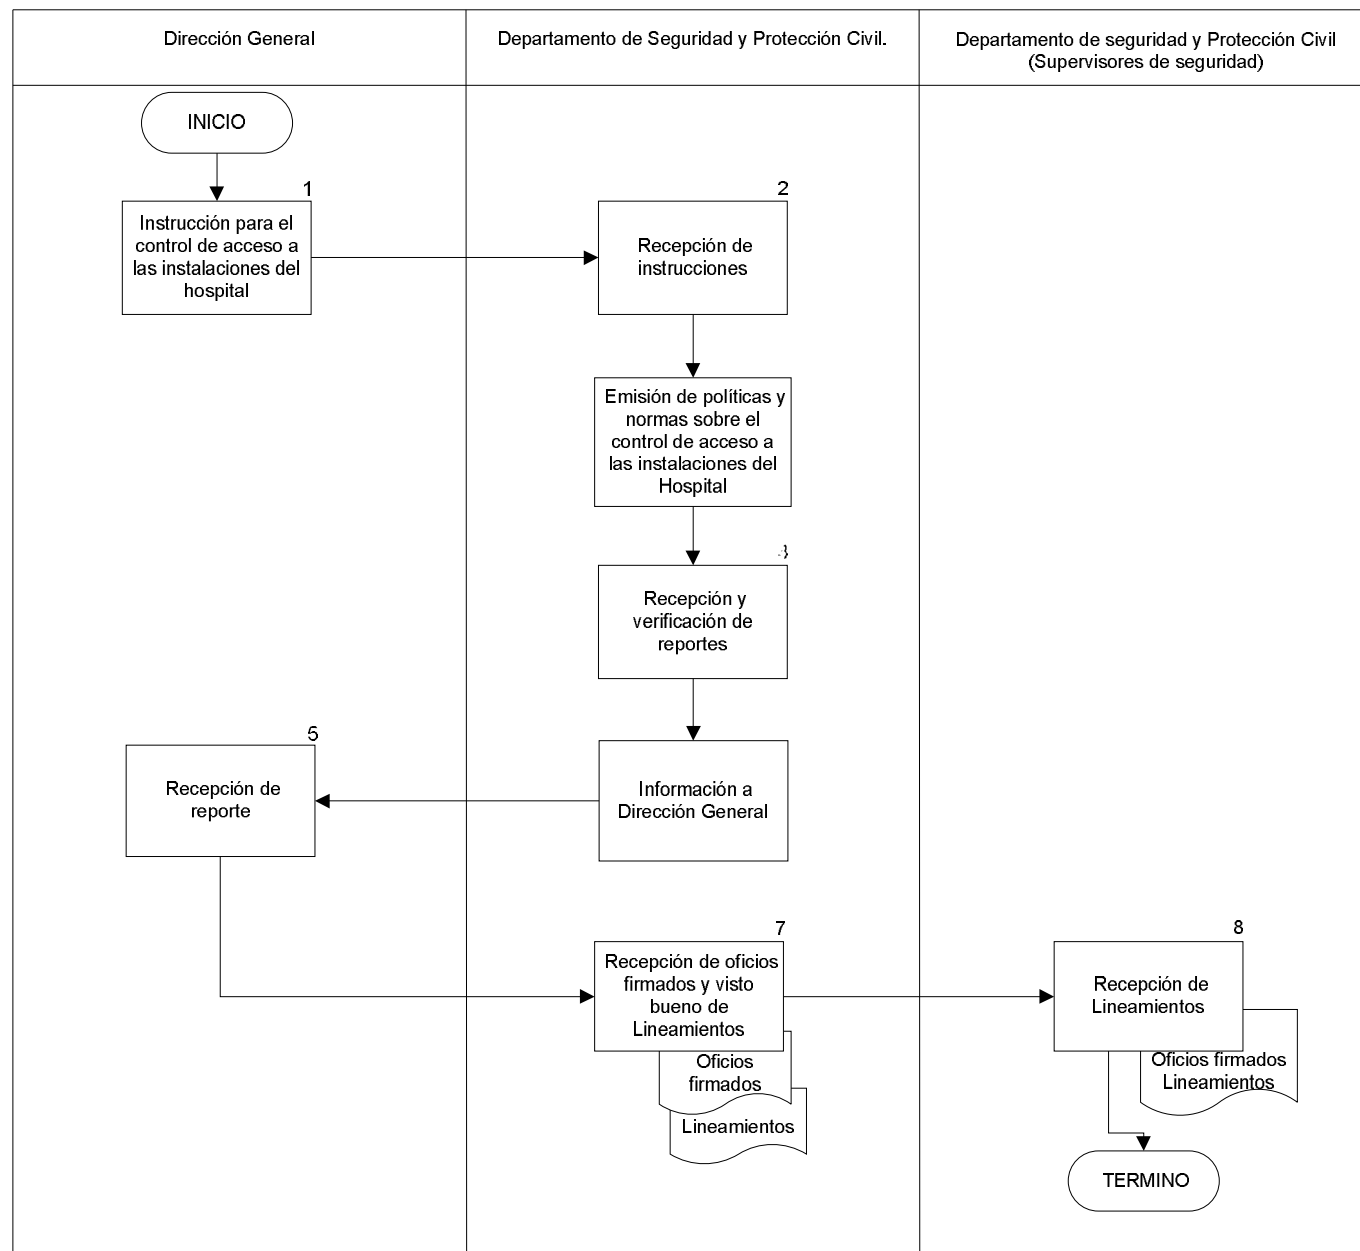 Dirección General
Departamento de Seguridad y Protección Civil.
Departamento de seguridad y Protección Civil
(Supervisores de seguridad)
INICIO
1
Instrucción para el
control de acceso a
las instalaciones del
hospital
2
Recepción de
instrucciones
Emisión de políticas y
normas sobre el
control de acceso a
las instalaciones del
Hospital
Recepción y
verificación de
reportes
5
Recepción de
reporte
Información a
Dirección General
7
Recepción de oficios
firmados y visto
bueno de
Lineamientos
Oficios
firmados
Lineamientos
8
Recepción de
Lineamientos
Oficios firmados
Lineamientos
TERMINO